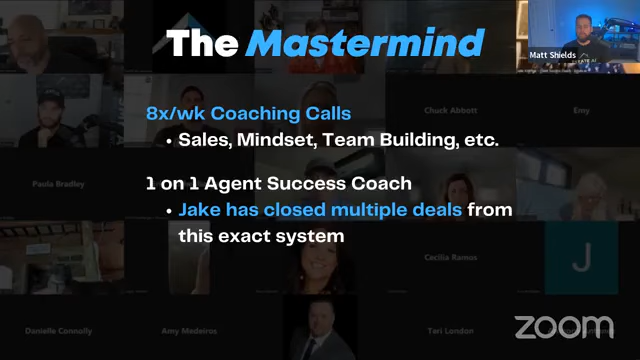 The Mastermind
Matt Shields
8x/wk Coaching Calls
Chuck Abbott
Emy
• Sales, Mindset, Team Building, etc.
Paula Bradley
1 on 1 Agent Success Coach
• Jake has closed multiple deals from
this exact system
Cecilia Ramos
J
Danielle Connolly
Amy Medeiros
Teri London
zoom